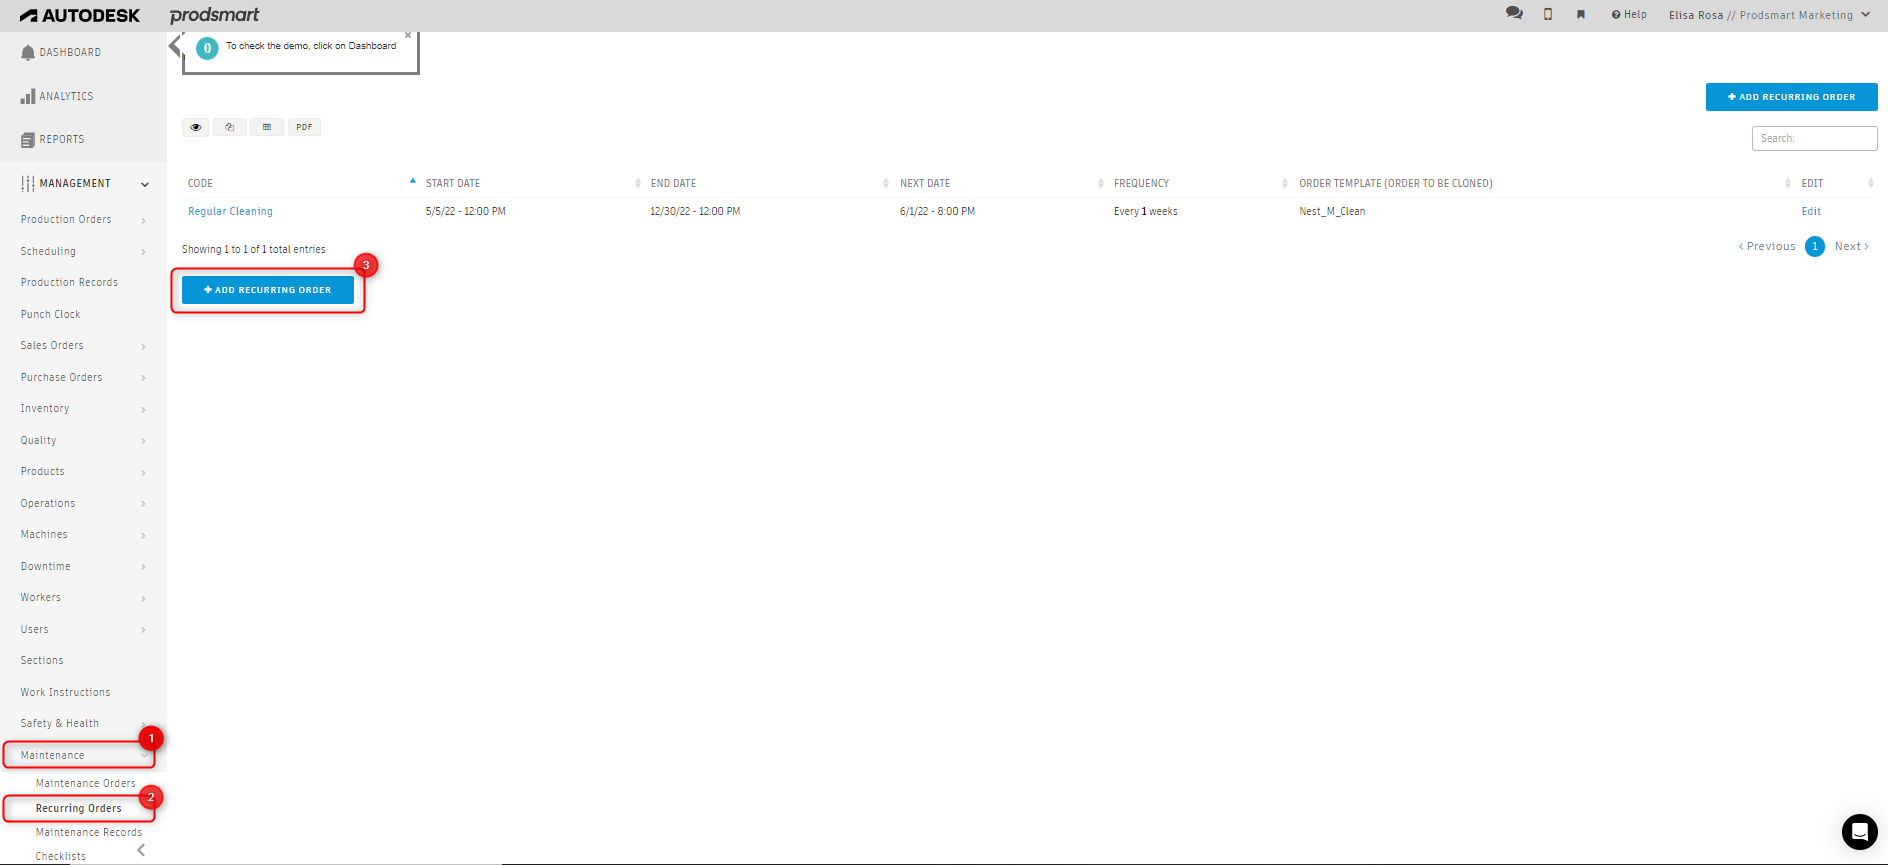 AUTODESK prodsmart
Help Elisa Rosa // Prodsmart Marketing
DASHBOARD
ANALYTICS
REPORTS
MANAGEMENT
Production Orders
Scheduling
Production Records
Punch Clock
Sales Orders
Purchase Orders
Inventory
Quality
Products
Operations
Machines
Downtime
Workers
Users
Sections
Work Instructions
Safety & Health
1
Maintenance
Maintenance Orders
2
Recurring Orders
Maintenance Records
Checklists
0 To check the demo, click on Dashboard ×
+ ADD RECURRING ORDER
PDF
Search:
CODE START DATE END DATE NEXT DATE FREQUENCY ORDER TEMPLATE (ORDER TO BE CLONED) EDIT
Regular Cleaning 5/5/22 - 12:00 PM 12/30/22 - 12:00 PM 6/1/22 - 8:00 PM Every 1 weeks Nest_M_Clean Edit
Showing 1 to 1 of 1 total entries
‹ Previous 1 Next ›
3
+ ADD RECURRING ORDER